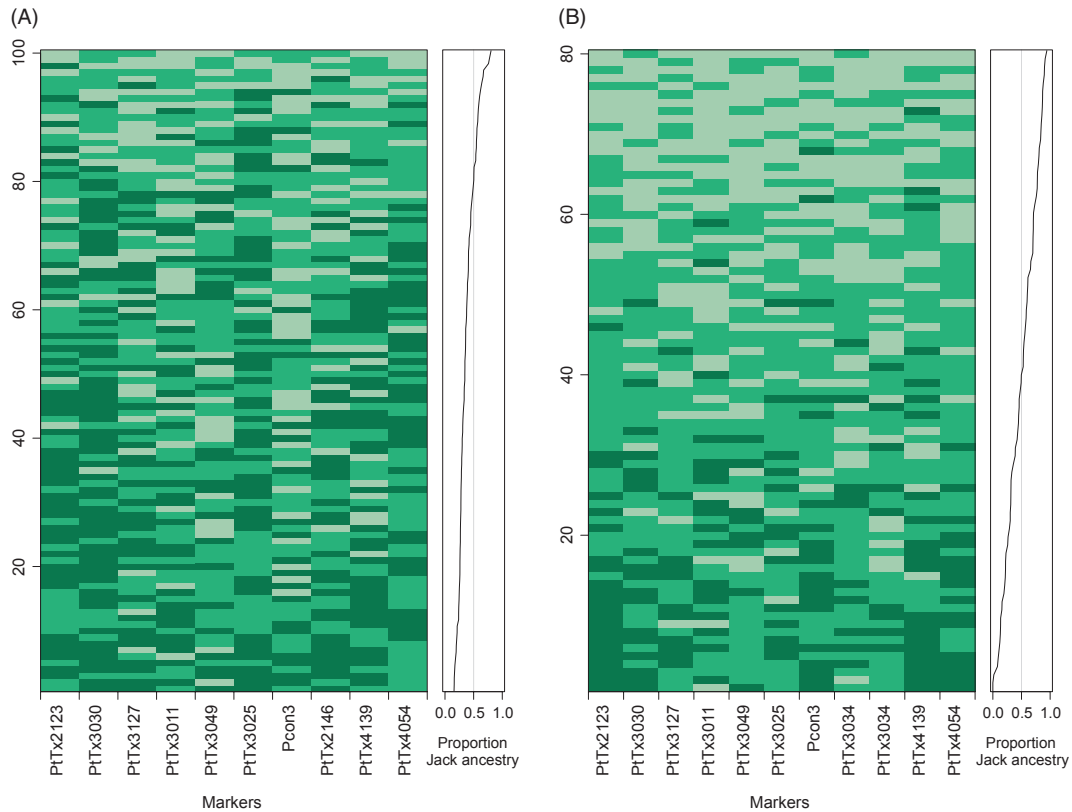 (A)
100
80
60
40
20
PtTx2123
PtTx3030
PtTx3127
PtTx3011
PtTx3049
PtTx3025
Pcon3
PtTx2146
PtTx4139
PtTx4054
Markers
0.0 0.5 1.0
Proportion
Jack ancestry
(B)
80
60
40
20
PtTx2123
PtTx3030
PtTx3127
PtTx3011
PtTx3049
PtTx3025
Pcon3
PtTx3034
PtTx3034
PtTx4139
PtTx4054
Markers
0.0 0.5 1.0
Proportion
Jack ancestry